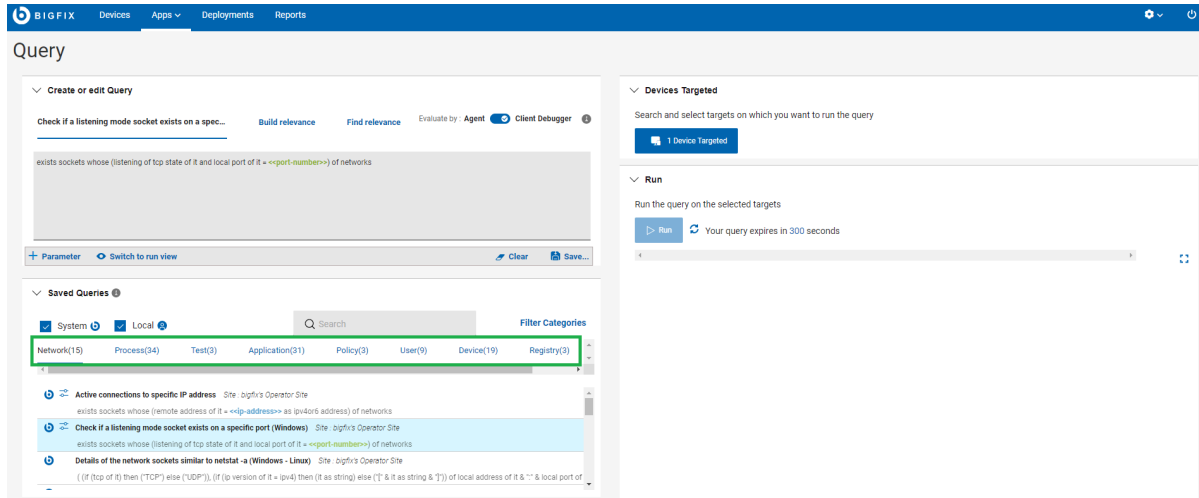 BIGFIX Devices Apps Deployments Reports
Query
Create or edit Query
Check if a listening mode socket exists on a spec... Build relevance Find relevance Evaluate by : Agent Client Debugger
exists sockets whose (listening of tcp state of it and local port of it = <<port-number>>) of networks
+ Parameter Switch to run view Clear Save...
Saved Queries
System Local Search Filter Categories
Network(15) Process(34) Test(3) Application(31) Policy(3) User(9) Device(19) Registry(3)
Active connections to specific IP address Site : bigfix's Operator Site
exists sockets whose (remote address of it = <<ip-address>> as ipv4or6 address) of networks
Check if a listening mode socket exists on a specific port (Windows) Site : bigfix's Operator Site
exists sockets whose (listening of tcp state of it and local port of it = <<port-number>>) of networks
Details of the network sockets similar to netstat -a (Windows - Linux) Site : bigfix's Operator Site
( (if (tcp of it) then ("TCP") else ("UDP")), (if (ip version of it = ipv4) then (it as string) else ("[" & it as string & "]")) of local address of it & ":" & local port of
Devices Targeted
Search and select targets on which you want to run the query
1 Device Targeted
Run
Run the query on the selected targets
Run Your query expires in 300 seconds